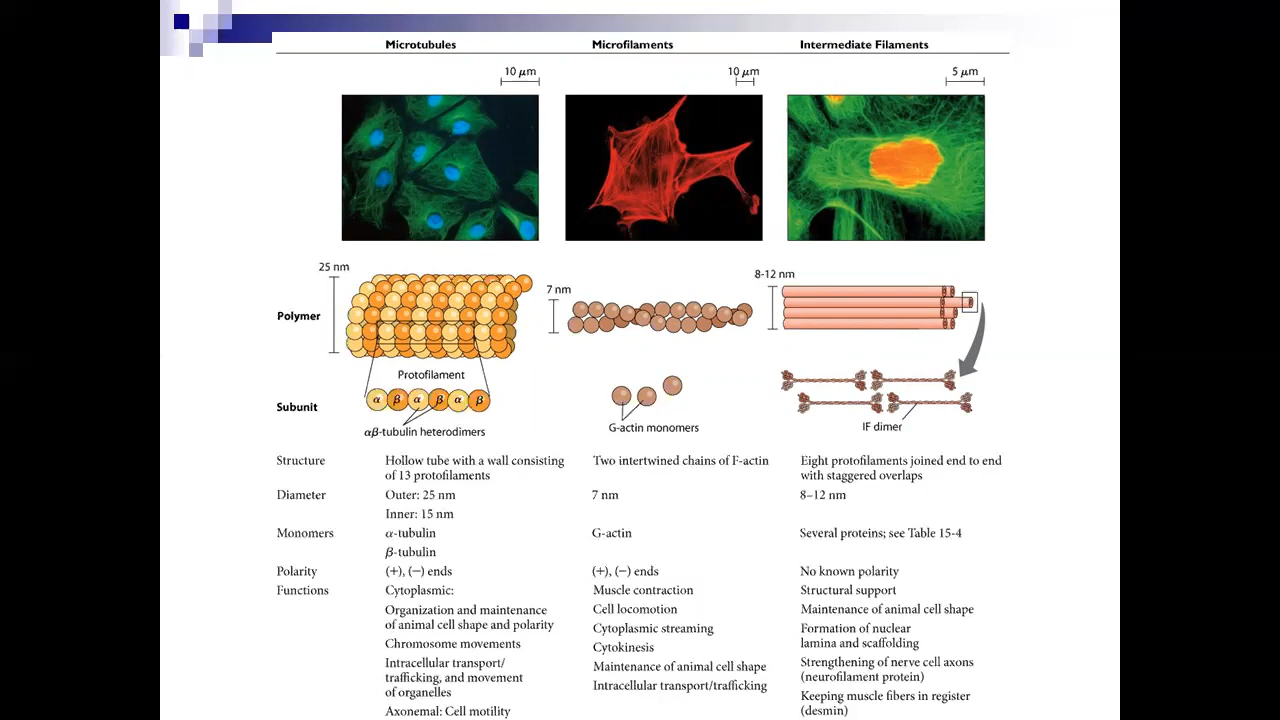 Microtubules Microfilaments Intermediate Filaments
10 μm 10 μm 5 μm
25 nm
7 nm
8-12 nm
Polymer
Protofilament
Subunit
α β α β α β
αβ-tubulin heterodimers
G-actin monomers
IF dimer
Structure Hollow tube with a wall consisting Two intertwined chains of F-actin Eight protofilaments joined end to end
of 13 protofilaments with staggered overlaps
Diameter Outer: 25 nm 7 nm 8–12 nm
Inner: 15 nm
Monomers α-tubulin G-actin Several proteins; see Table 15-4
β-tubulin
Polarity (+), (−) ends (+), (−) ends No known polarity
Functions Cytoplasmic: Muscle contraction Structural support
Organization and maintenance Cell locomotion Maintenance of animal cell shape
of animal cell shape and polarity Cytoplasmic streaming Formation of nuclear
Chromosome movements Cytokinesis lamina and scaffolding
Intracellular transport/ Maintenance of animal cell shape Strengthening of nerve cell axons
trafficking, and movement Intracellular transport/trafficking (neurofilament protein)
of organelles Keeping muscle fibers in register
Axonemal: Cell motility (desmin)